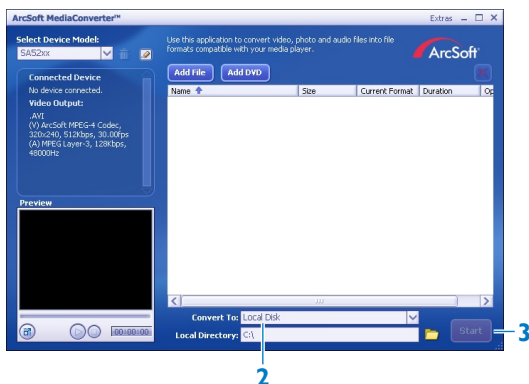 ArcSoft MediaConverter™
Extras
Select Device Model:
SA52xx
Use this application to convert video, photo and audio files into file
formats compatible with your media player.
ArcSoft
Add File
Add DVD
Connected Device
No device connected.
Video Output:
.AVI
(V) ArcSoft MPEG-4 Codec,
320x240, 512Kbps, 30.00fps
(A) MPEG Layer-3, 128Kbps,
48000Hz
Name
Size
Current Format
Duration
Op
Preview
00:00:00
Convert To:
Local Disk
Local Directory:
C:\
Start
3
2